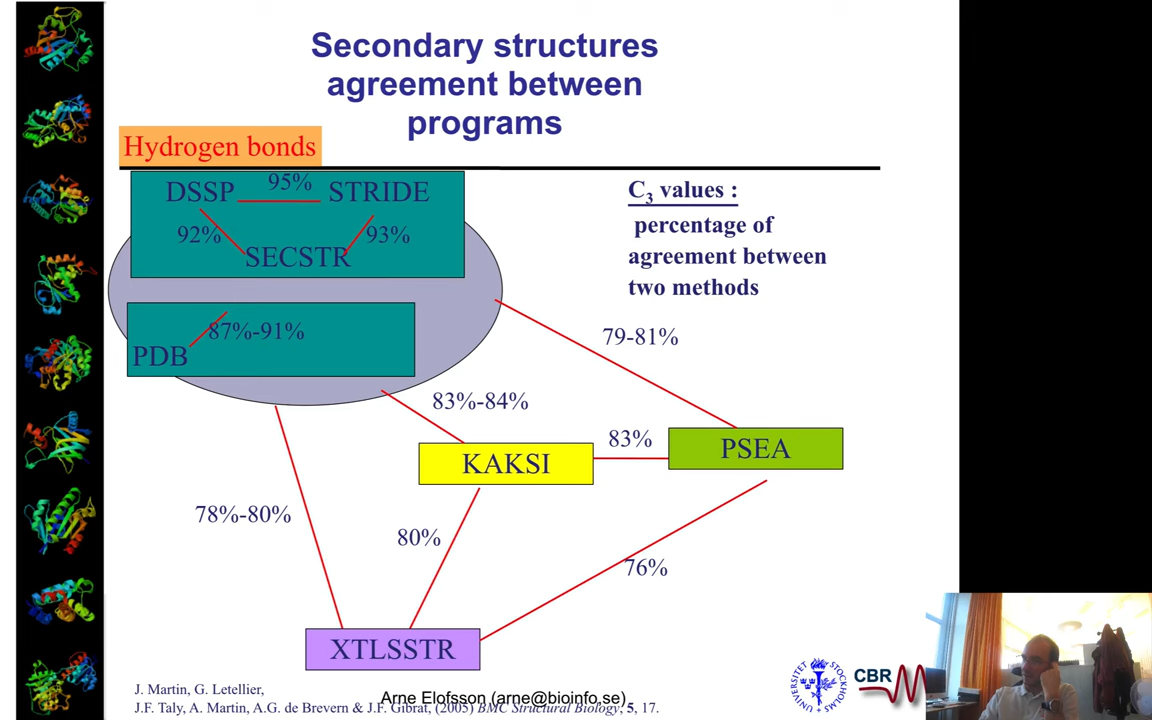 Secondary structures
agreement between
programs
Hydrogen bonds
DSSP 95% STRIDE
92% 93%
SECSTR
C3 values :
percentage of
agreement between
two methods
87%-91%
PDB
79-81%
83%-84%
83%
KAKSI
PSEA
78%-80%
80%
76%
XTLSSTR
J. Martin, G. Letellier,
Arne Elofsson (arne@bioinfo.se)
J.F. Taly, A. Martin, A.G. de Brevern & J.F. Gibrat, (2005) BMC Structural Biology, 5, 17.
STOCKHOLMS UNIVERSITET
CBR